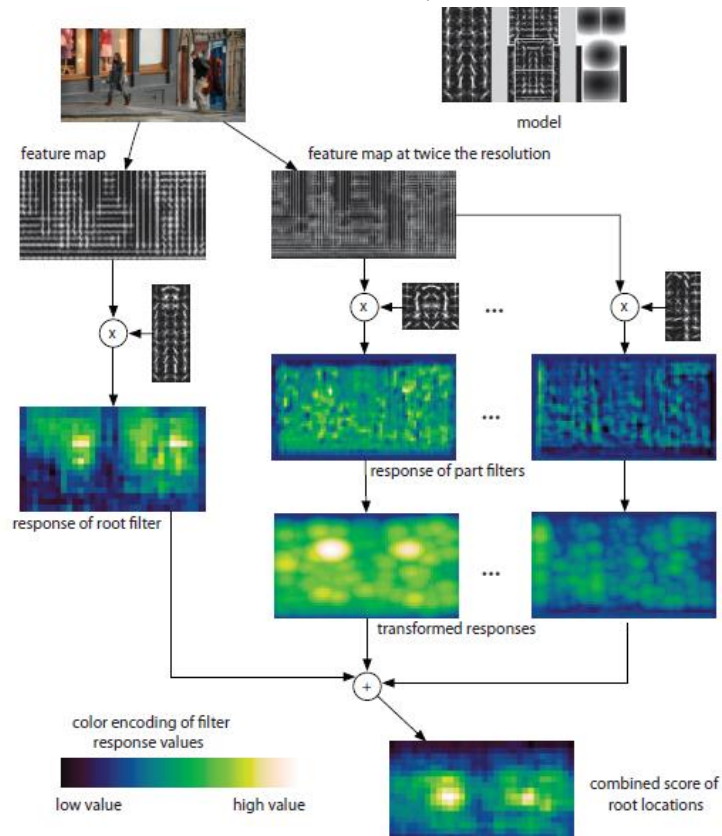 model
feature map
feature map at twice the resolution
x
x
...
x
...
response of part filters
response of root filter
...
transformed responses
+
color encoding of filter
response values
low value
high value
combined score of
root locations